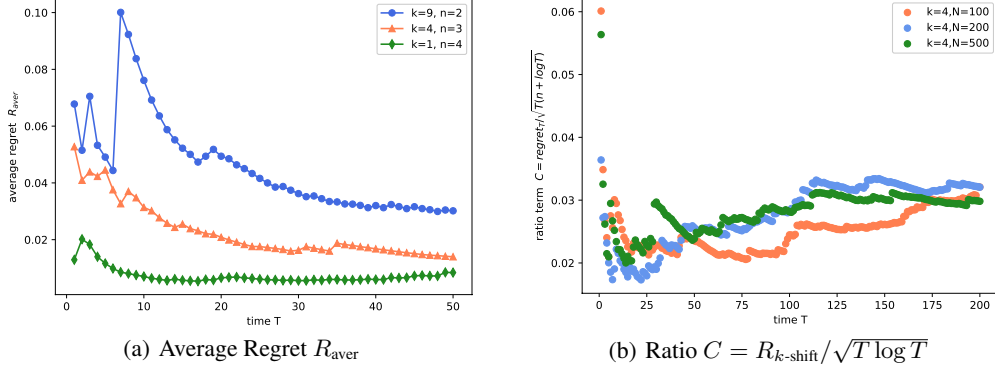 0.10
0.08
0.06
0.04
0.02
average regret R_aver
0
10
20
30
40
50
time T
k=9, n=2
k=4, n=3
k=1, n=4
(a) Average Regret R_aver
0.06
0.05
0.04
0.03
0.02
ratio term C = regret_T/√T(n + logT)
0
25
50
75
100
125
150
175
200
time T
k=4,N=100
k=4,N=200
k=4,N=500
(b) Ratio C = R_k-shift/√T log T